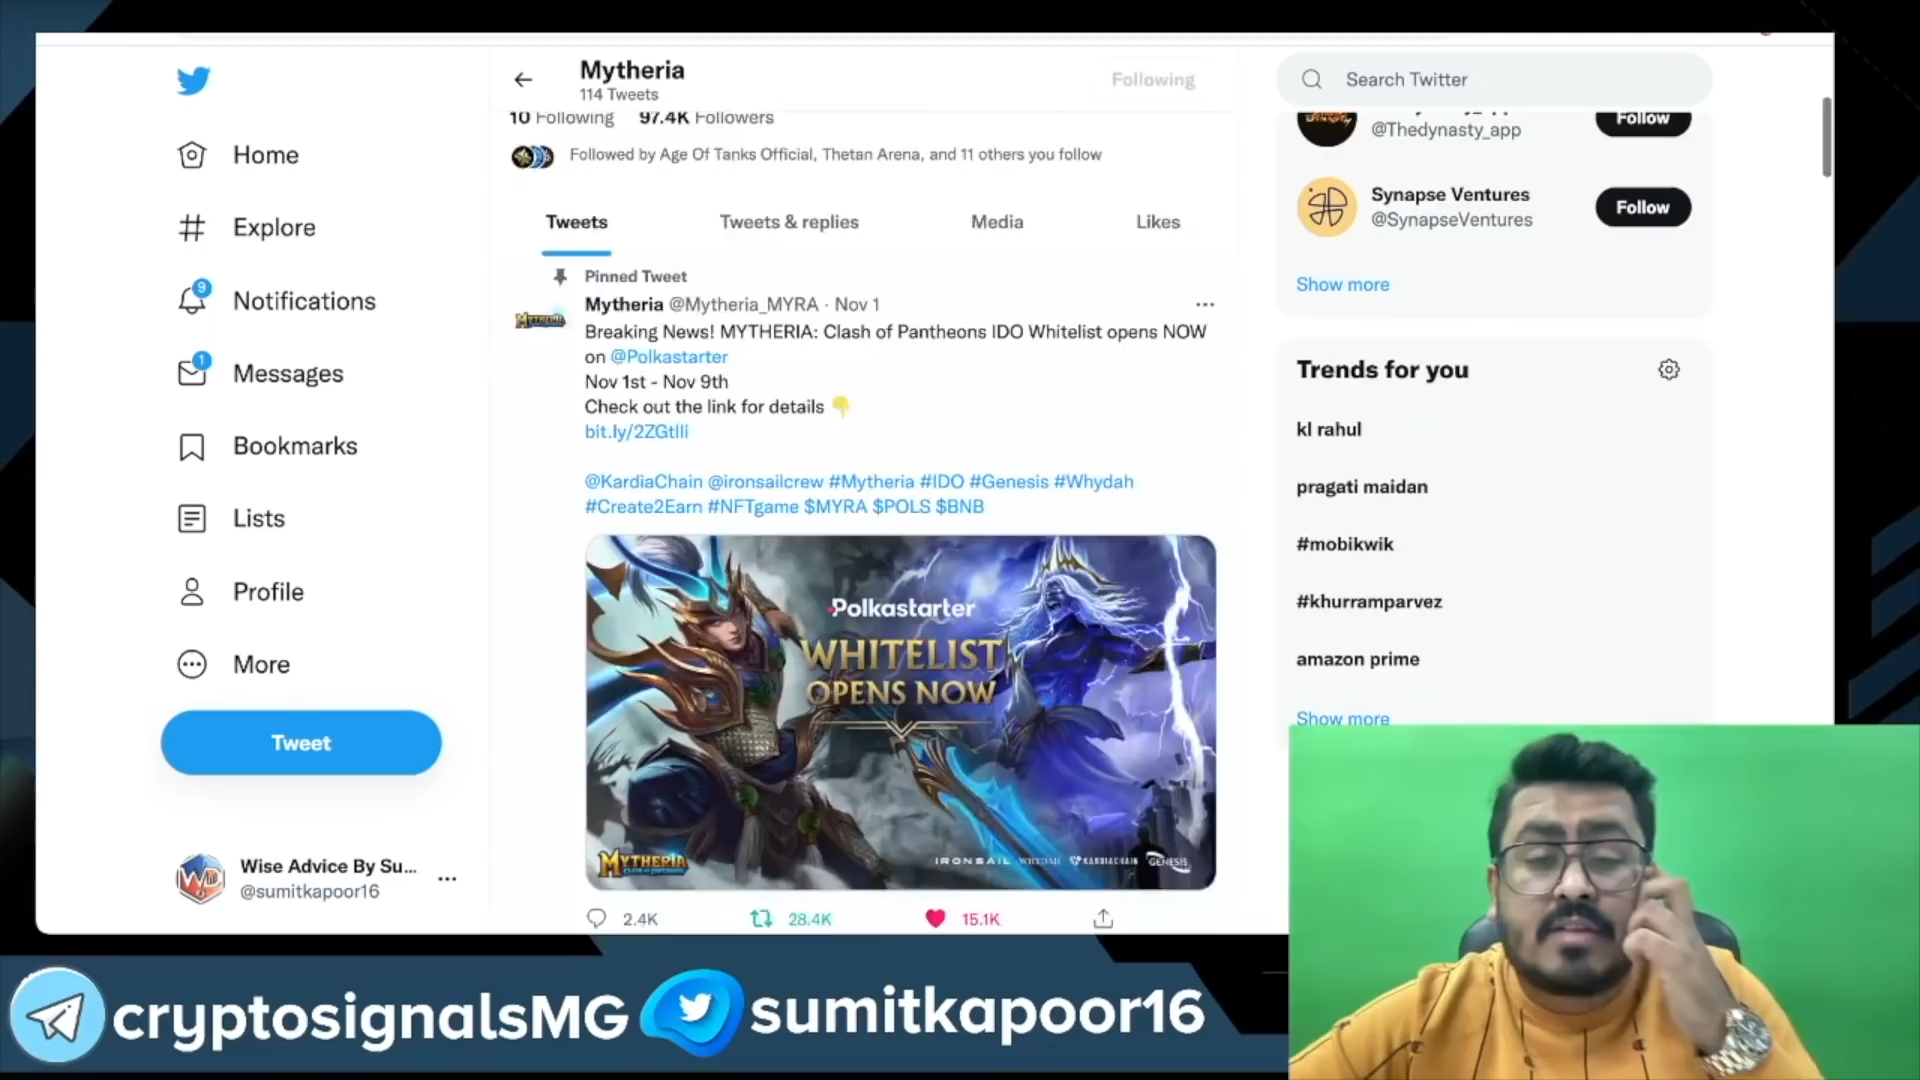 Mytheria
114 Tweets
Following
Search Twitter
10 Following 97.4K Followers
Followed by Age Of Tanks Official, Thetan Arena, and 11 others you follow
Tweets
Tweets & replies
Media
Likes
Home
Explore
9
Notifications
1
Messages
Bookmarks
Lists
Profile
More
Tweet
Wise Advice By Su...
@sumitkapoor16
Pinned Tweet
Mytheria @Mytheria_MYRA · Nov 1
Breaking News! MYTHERIA: Clash of Pantheons IDO Whitelist opens NOW
on @Polkastarter
Nov 1st - Nov 9th
Check out the link for details
@KardiaChain @ironsailcrew #Mytheria #IDO #Genesis #Whydah
#Create2Earn #NFTgame $MYRA $POLS $BNB
Polkastarter
WHITELIST
OPENS NOW
MYTHERIA
IRONSAIL WHYDAH KARDIACHAIN GENESIS
2.4K
28.4K
15.1K
@Thedynasty_app
Follow
Synapse Ventures
@SynapseVentures
Follow
Show more
Trends for you
kl rahul
pragati maidan
#mobikwik
#khurramparvez
amazon prime
Show more
cryptosignalsMG
sumitkapoor16